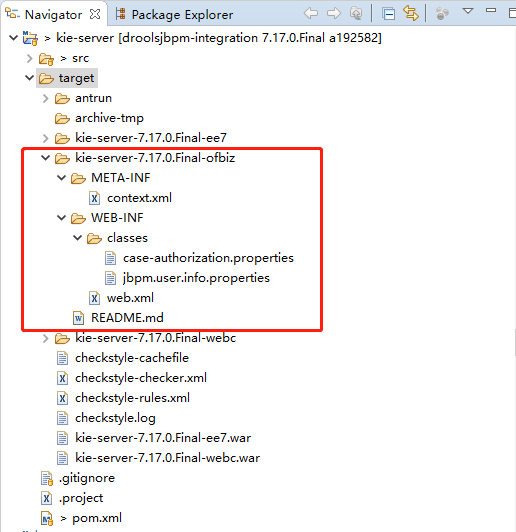 Navigator
Package Explorer
> kie-server [droolsjbpm-integration 7.17.0.Final a192582]
> src
target
antrun
archive-tmp
kie-server-7.17.0.Final-ee7
kie-server-7.17.0.Final-ofbiz
META-INF
context.xml
WEB-INF
classes
case-authorization.properties
jbpm.user.info.properties
web.xml
README.md
kie-server-7.17.0.Final-webc
checkstyle-cachefile
checkstyle-checker.xml
checkstyle-rules.xml
checkstyle.log
kie-server-7.17.0.Final-ee7.war
kie-server-7.17.0.Final-webc.war
.gitignore
.project
> pom.xml